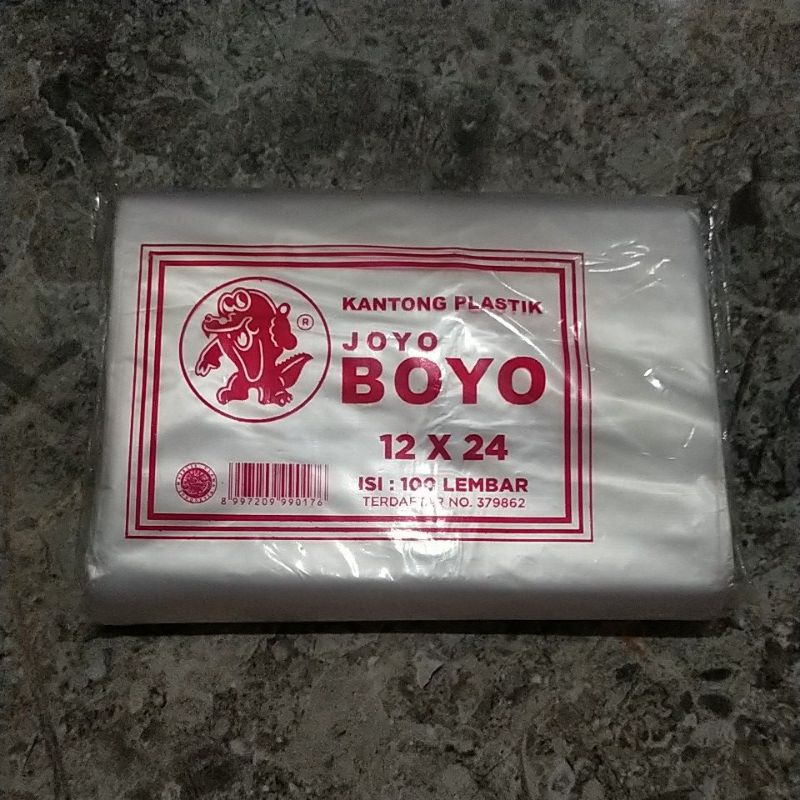 KANTONG PLASTIK
JOYO
®
BOYO
12 X 24
ISI : 100 LEMBAR
TERDAFTAR NO. 379862
8 997209 990176